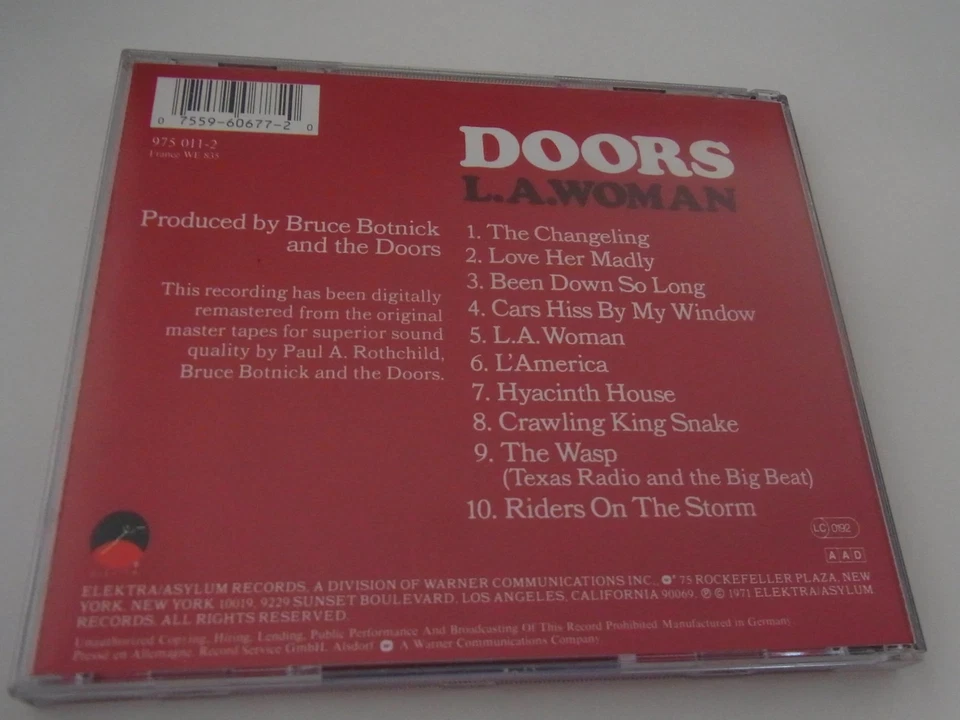 0 7559-60677-2 0
975 011-2
France WE 835
DOORS
L.A.WOMAN
Produced by Bruce Botnick
and the Doors
This recording has been digitally
remastered from the original
master tapes for superior sound
quality by Paul A. Rothchild,
Bruce Botnick and the Doors.
1. The Changeling
2. Love Her Madly
3. Been Down So Long
4. Cars Hiss By My Window
5. L.A. Woman
6. L'America
7. Hyacinth House
8. Crawling King Snake
9. The Wasp
(Texas Radio and the Big Beat)
10. Riders On The Storm
LC 0192
A A D
ELEKTRA/ASYLUM RECORDS, A DIVISION OF WARNER COMMUNICATIONS INC., 75 ROCKEFELLER PLAZA, NEW
YORK, NEW YORK 10019. 9229 SUNSET BOULEVARD, LOS ANGELES, CALIFORNIA 90069. ℗ © 1971 ELEKTRA/ASYLUM
RECORDS. ALL RIGHTS RESERVED.
Unauthorized Copying, Hiring, Lending, Public Performance And Broadcasting Of This Record Prohibited Manufactured in Germany
Pressé en Allemagne. Record Service GmbH, Alsdorf. A Warner Communications Company